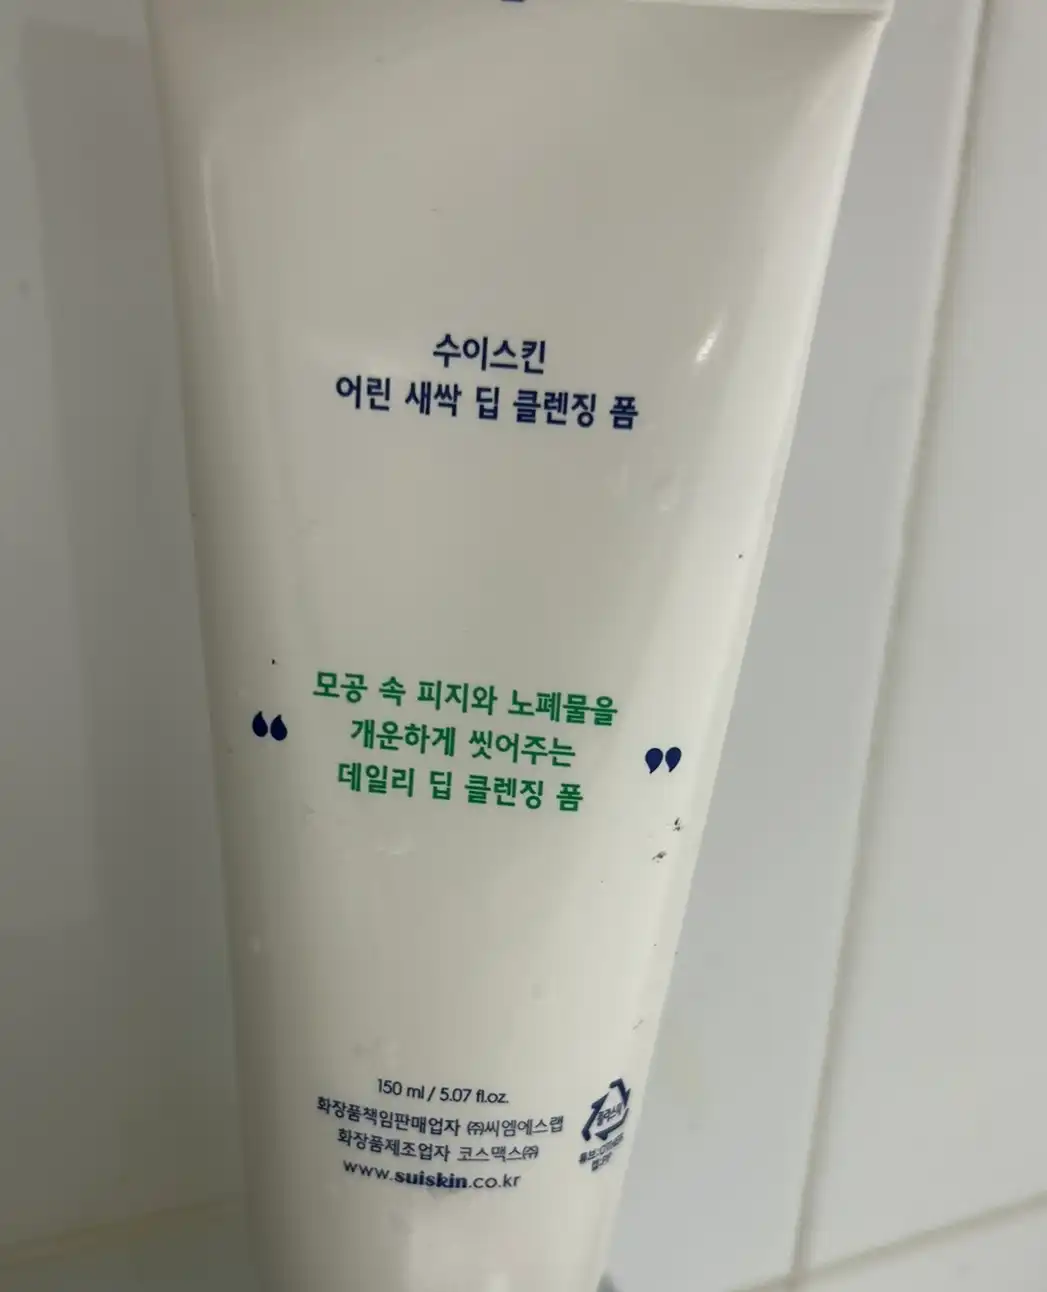 수이스킨
어린 새싹 딥 클렌징 폼
“ 모공 속 피지와 노폐물을
개운하게 씻어주는
데일리 딥 클렌징 폼 ”
150 ml / 5.07 fl.oz.
화장품책임판매업자 ㈜씨엠에스랩
화장품제조업자 코스맥스㈜
www.suiskin.co.kr
플라스틱